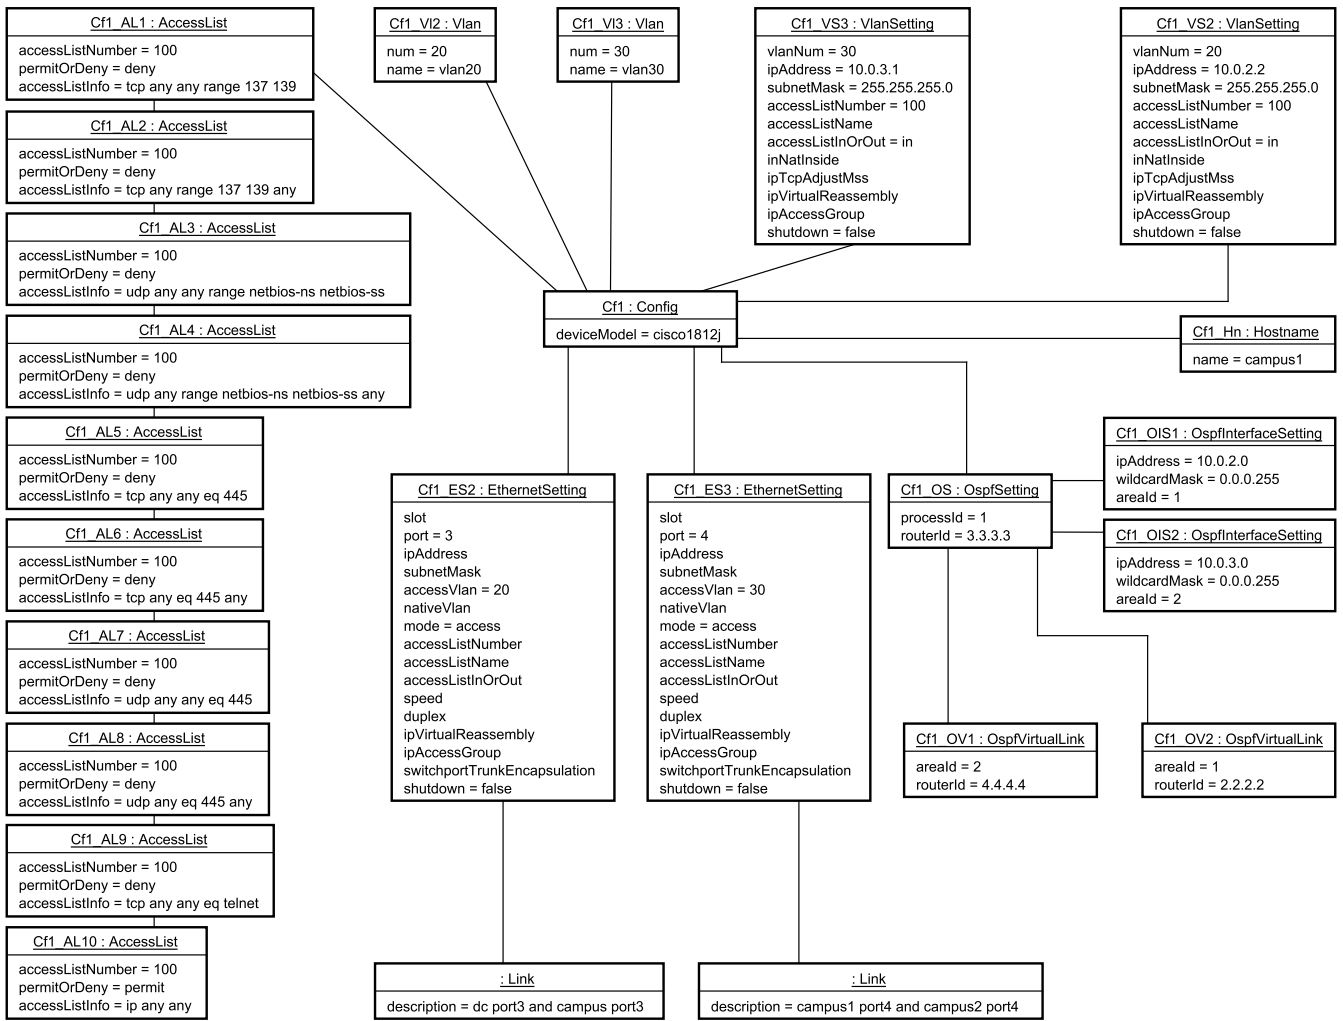 Cf1_AL1 : AccessList
accessListNumber = 100
permitOrDeny = deny
accessListInfo = tcp any any range 137 139
Cf1_AL2 : AccessList
accessListNumber = 100
permitOrDeny = deny
accessListInfo = tcp any range 137 139 any
Cf1_AL3 : AccessList
accessListNumber = 100
permitOrDeny = deny
accessListInfo = udp any any range netbios-ns netbios-ss
Cf1_AL4 : AccessList
accessListNumber = 100
permitOrDeny = deny
accessListInfo = udp any range netbios-ns netbios-ss any
Cf1_AL5 : AccessList
accessListNumber = 100
permitOrDeny = deny
accessListInfo = tcp any any eq 445
Cf1_AL6 : AccessList
accessListNumber = 100
permitOrDeny = deny
accessListInfo = tcp any eq 445 any
Cf1_AL7 : AccessList
accessListNumber = 100
permitOrDeny = deny
accessListInfo = udp any any eq 445
Cf1_AL8 : AccessList
accessListNumber = 100
permitOrDeny = deny
accessListInfo = udp any eq 445 any
Cf1_AL9 : AccessList
accessListNumber = 100
permitOrDeny = deny
accessListInfo = tcp any any eq telnet
Cf1_AL10 : AccessList
accessListNumber = 100
permitOrDeny = permit
accessListInfo = ip any any
Cf1_Vl2 : Vlan
num = 20
name = vlan20
Cf1_Vl3 : Vlan
num = 30
name = vlan30
Cf1_VS3 : VlanSetting
vlanNum = 30
ipAddress = 10.0.3.1
subnetMask = 255.255.255.0
accessListNumber = 100
accessListName
accessListInOrOut = in
inNatInside
ipTcpAdjustMss
ipVirtualReassembly
ipAccessGroup
shutdown = false
Cf1_VS2 : VlanSetting
vlanNum = 20
ipAddress = 10.0.2.2
subnetMask = 255.255.255.0
accessListNumber = 100
accessListName
accessListInOrOut = in
inNatInside
ipTcpAdjustMss
ipVirtualReassembly
ipAccessGroup
shutdown = false
Cf1 : Config
deviceModel = cisco1812j
Cf1_Hn : Hostname
name = campus1
Cf1_ES2 : EthernetSetting
slot
port = 3
ipAddress
subnetMask
accessVlan = 20
nativeVlan
mode = access
accessListNumber
accessListName
accessListInOrOut
speed
duplex
ipVirtualReassembly
ipAccessGroup
switchportTrunkEncapsulation
shutdown = false
Cf1_ES3 : EthernetSetting
slot
port = 4
ipAddress
subnetMask
accessVlan = 30
nativeVlan
mode = access
accessListNumber
accessListName
accessListInOrOut
speed
duplex
ipVirtualReassembly
ipAccessGroup
switchportTrunkEncapsulation
shutdown = false
Cf1_OS : OspfSetting
processId = 1
routerId = 3.3.3.3
Cf1_OIS1 : OspfInterfaceSetting
ipAddress = 10.0.2.0
wildcardMask = 0.0.0.255
areaId = 1
Cf1_OIS2 : OspfInterfaceSetting
ipAddress = 10.0.3.0
wildcardMask = 0.0.0.255
areaId = 2
Cf1_OV1 : OspfVirtualLink
areaId = 2
routerId = 4.4.4.4
Cf1_OV2 : OspfVirtualLink
areaId = 1
routerId = 2.2.2.2
: Link
description = dc port3 and campus port3
: Link
description = campus1 port4 and campus2 port4